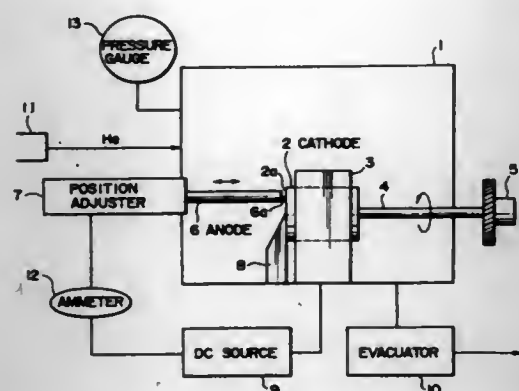 13
PRESSURE
GAUGE
1
11
He
2 CATHODE
2a
3
5
4
7
POSITION
ADJUSTER
6a
6 ANODE
8
12
AMMETER
DC SOURCE
EVACUATOR
9
10